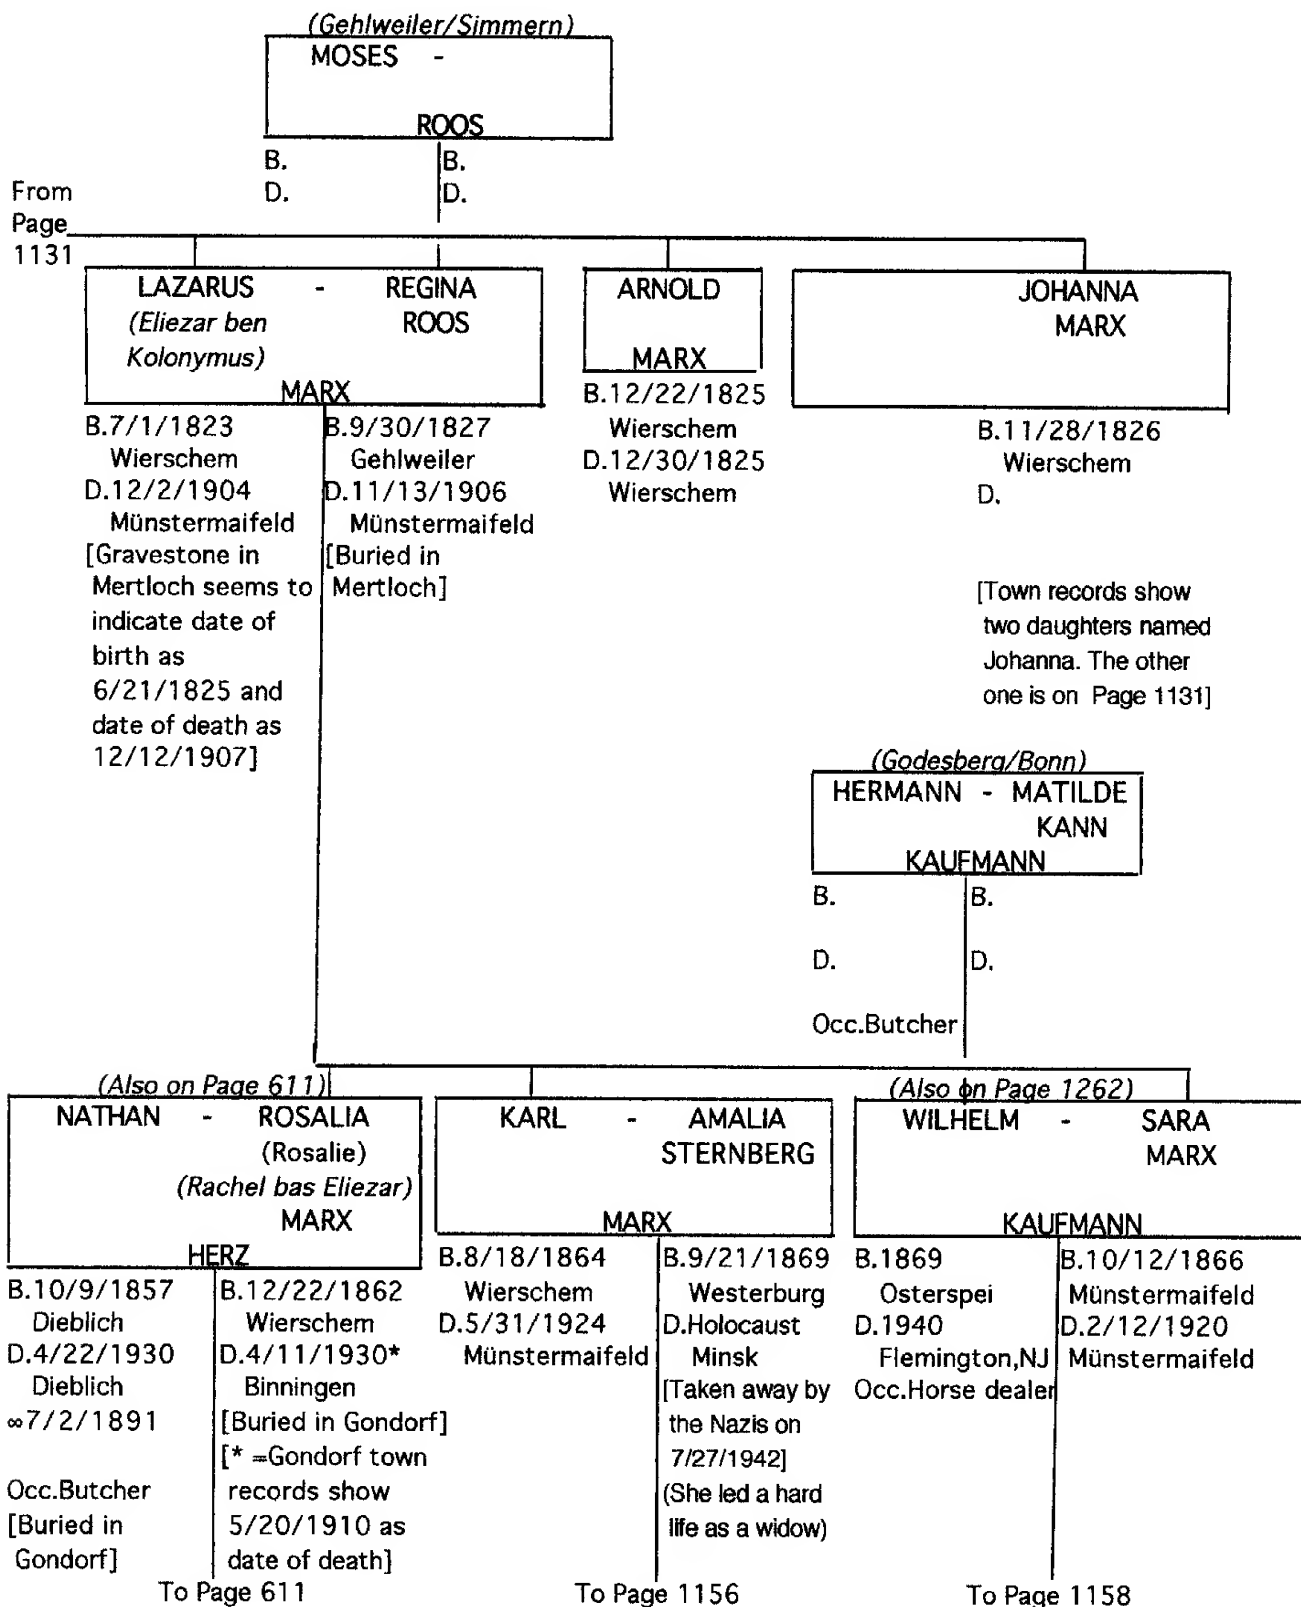 (Gehlweiler/Simmern)
MOSES -
ROOS
B. B.
D. D.
From
Page
1131
LAZARUS - REGINA
(Eliezar ben ROOS
Kolonymus)
MARX
B.7/1/1823 B.9/30/1827
Wierschem Gehlweiler
D.12/2/1904 D.11/13/1906
Münstermaifeld Münstermaifeld
[Gravestone in [Buried in
Mertloch seems to Mertloch]
indicate date of
birth as
6/21/1825 and
date of death as
12/12/1907]
ARNOLD
MARX
B.12/22/1825
Wierschem
D.12/30/1825
Wierschem
JOHANNA
MARX
B.11/28/1826
Wierschem
D.
[Town records show
two daughters named
Johanna. The other
one is on Page 1131]
(Godesberg/Bonn)
HERMANN - MATILDE
KANN
KAUFMANN
B. B.
D. D.
Occ.Butcher
(Also on Page 611)
NATHAN - ROSALIA
(Rosalie)
(Rachel bas Eliezar)
MARX
HERZ
B.10/9/1857 B.12/22/1862
Dieblich Wierschem
D.4/22/1930 D.4/11/1930*
Dieblich Binningen
∞7/2/1891 [Buried in Gondorf]
[* =Gondorf town
Occ.Butcher records show
[Buried in 5/20/1910 as
Gondorf] date of death]
To Page 611
KARL - AMALIA
STERNBERG
MARX
B.8/18/1864 B.9/21/1869
Wierschem Westerburg
D.5/31/1924 D.Holocaust
Münstermaifeld Minsk
[Taken away by
the Nazis on
7/27/1942]
(She led a hard
life as a widow)
To Page 1156
(Also on Page 1262)
WILHELM - SARA
MARX
KAUFMANN
B.1869 B.10/12/1866
Osterspei Münstermaifeld
D.1940 D.2/12/1920
Flemington,NJ Münstermaifeld
Occ.Horse dealer
To Page 1158